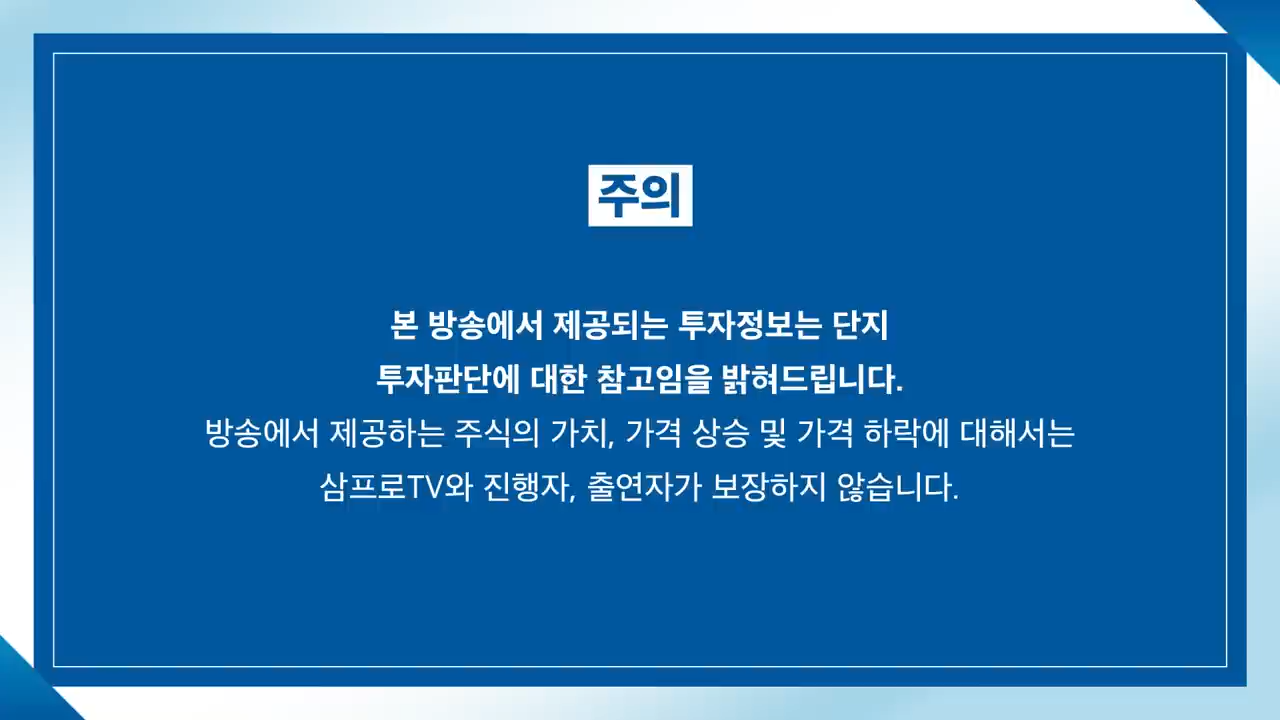 주의
본 방송에서 제공되는 투자정보는 단지
투자판단에 대한 참고임을 밝혀드립니다.
방송에서 제공하는 주식의 가치, 가격 상승 및 가격 하락에 대해서는
삼프로TV와 진행자, 출연자가 보장하지 않습니다.